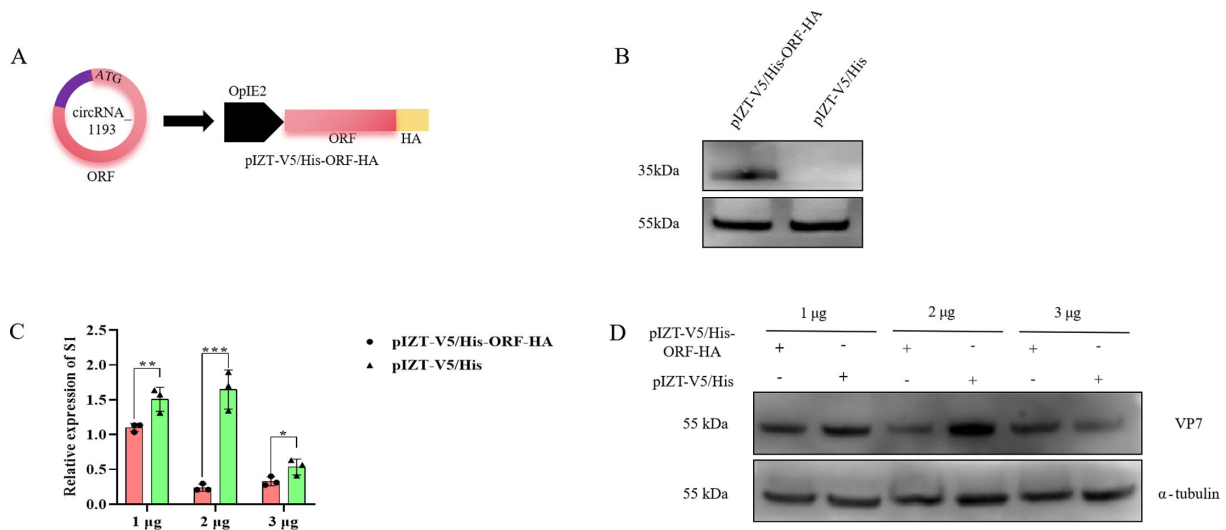 A
ATG
circRNA_
1193
ORF
OpIE2
ORF
HA
pIZT-V5/His-ORF-HA
B
pIZT-V5/His-ORF-HA
pIZT-V5/His
35kDa
55kDa
C
Relative expression of S1
2.5
2.0
1.5
1.0
0.5
0.0
**
***
*
1 μg
2 μg
3 μg
pIZT-V5/His-ORF-HA
pIZT-V5/His
D
1 μg 2 μg 3 μg
pIZT-V5/His-
ORF-HA + - + - + -
pIZT-V5/His - + - + - +
55 kDa VP7
55 kDa α-tubulin